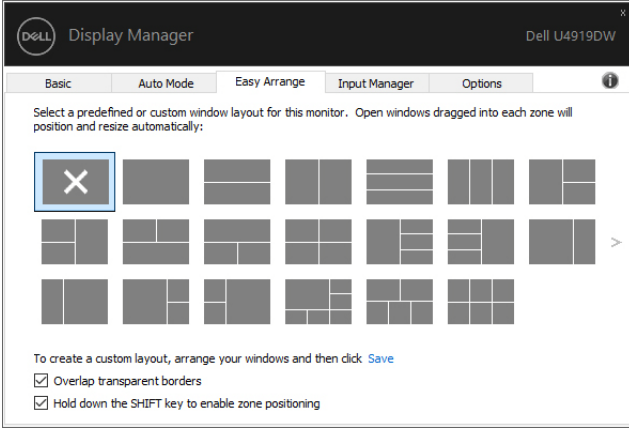 x
DELL Display Manager Dell U4919DW
Basic Auto Mode Easy Arrange Input Manager Options i
Select a predefined or custom window layout for this monitor. Open windows dragged into each zone will
position and resize automatically:
>
To create a custom layout, arrange your windows and then click Save
Overlap transparent borders
Hold down the SHIFT key to enable zone positioning